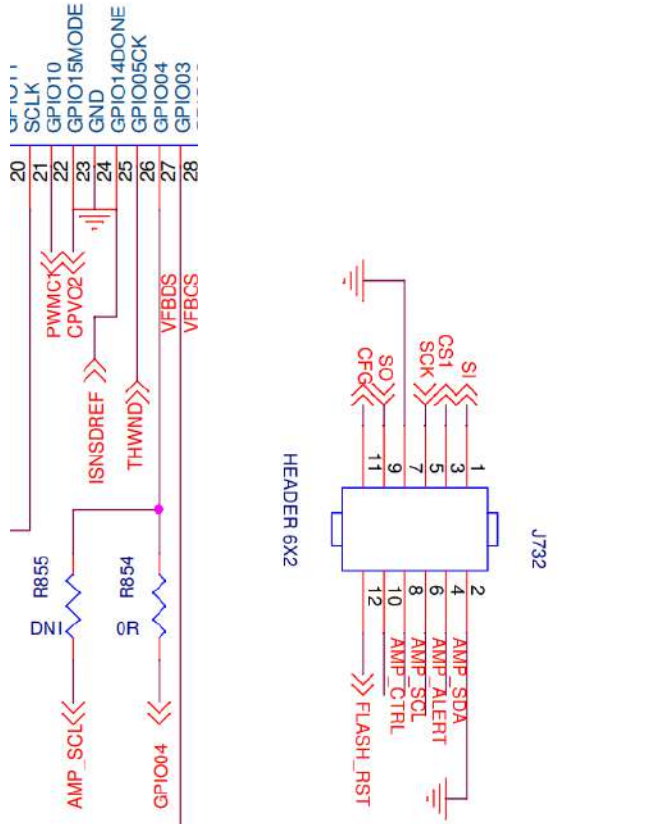 SCLK
GPIO10
GPIO15MODE
GND
GPIO14DONE
GPIO05CK
GPIO04
GPIO03
20
21
22
23
24
25
26
27
28
PWMC1
CPVO2
ISNSDREF
THWND
VFBDS
VFBCS
R855
DNI
R854
0R
AMP_SCL
GPIO04
SI
CS1
SCK
SO
CFG
1
3
5
7
9
11
HEADER 6X2
J732
2
4
6
8
10
12
AMP_SDA
AMP_ALERT
AMP_SCL
AMP_CTRL
FLASH_RST